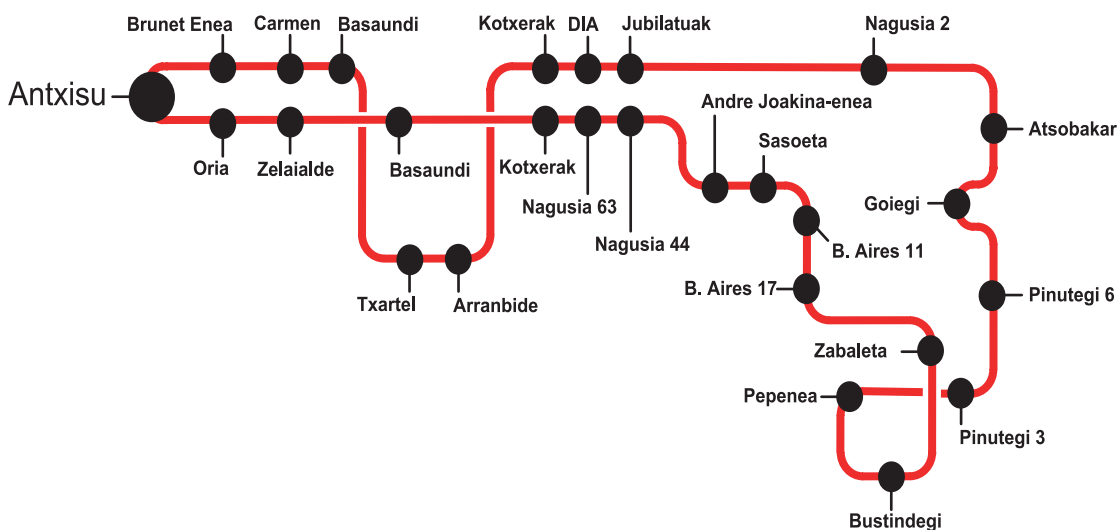 Brunet Enea
Carmen
Basaundi
Kotxerak
DIA
Jubilatuak
Nagusia 2
Antxisu
Andre Joakina-enea
Atsobakar
Sasoeta
Oria
Zelaialde
Basaundi
Kotxerak
Nagusia 63
Goiegi
Nagusia 44
B. Aires 11
B. Aires 17
Pinutegi 6
Txartel
Arranbide
Zabaleta
Pepenea
Pinutegi 3
Bustindegi